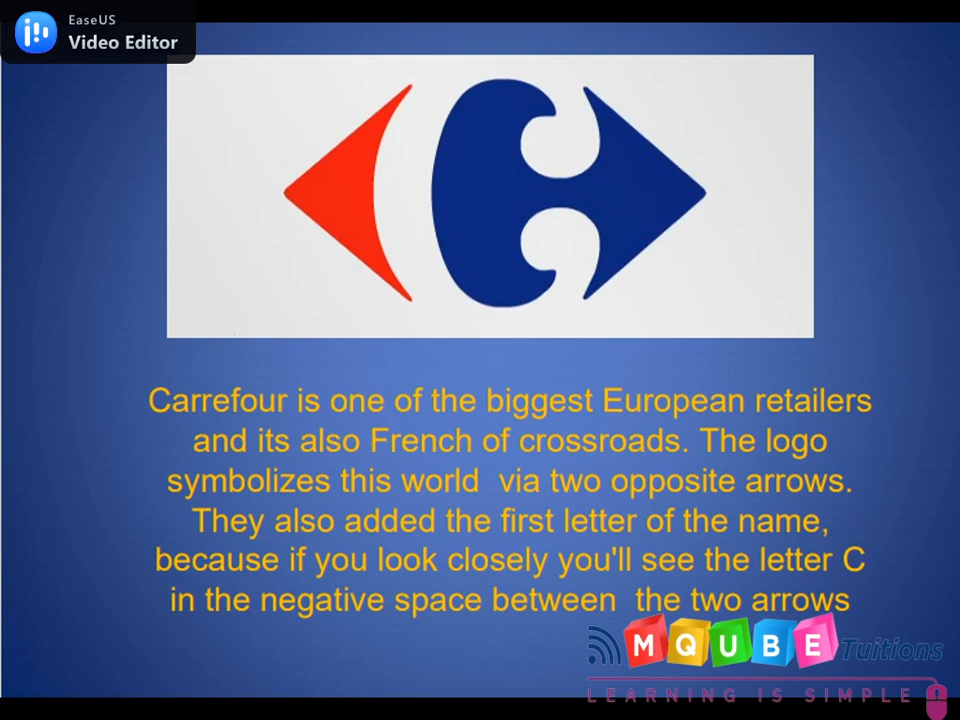 EaseUS
Video Editor
Carrefour is one of the biggest European retailers
and its also French of crossroads. The logo
symbolizes this world  via two opposite arrows.
They also added the first letter of the name,
because if you look closely you'll see the letter C
in the negative space between  the two arrows
MQUBE Tuitions
LEARNING IS SIMPLE